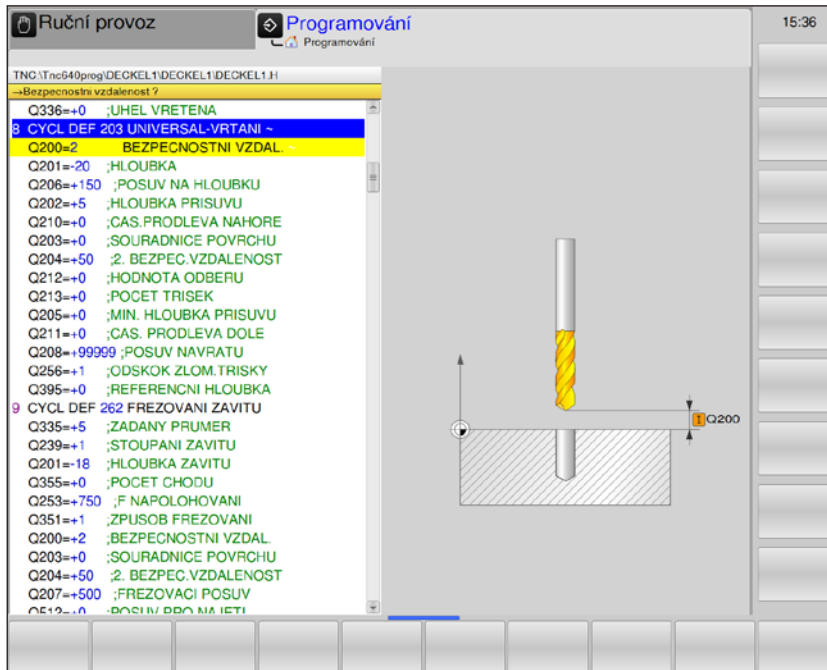 Ruční provoz
Programování
Programování
15:36
TNC:\Tnc640prog\DECKEL1\DECKEL1\DECKEL1.H
→Bezpecnostni vzdalenost ?
Q336=+0 ;UHEL VRETENA
8 CYCL DEF 203 UNIVERSAL-VRTANI ~
Q200=2 BEZPECNOSTNI VZDAL. ~
Q201=-20 ;HLOUBKA
Q206=+150 ;POSUV NA HLOUBKU
Q202=+5 ;HLOUBKA PRISUVU
Q210=+0 ;CAS.PRODLEVA NAHORE
Q203=+0 ;SOURADNICE POVRCHU
Q204=+50 ;2. BEZPEC.VZDALENOST
Q212=+0 ;HODNOTA ODBERU
Q213=+0 ;POCET TRISEK
Q205=+0 ;MIN. HLOUBKA PRISUVU
Q211=+0 ;CAS. PRODLEVA DOLE
Q208=+99999 ;POSUV NAVRATU
Q256=+1 ;ODSKOK ZLOM.TRISKY
Q395=+0 ;REFERENCNI HLOUBKA
9 CYCL DEF 262 FREZOVANI ZAVITU
Q335=+5 ;ZADANY PRUMER
Q239=+1 ;STOUPANI ZAVITU
Q201=-18 ;HLOUBKA ZAVITU
Q355=+0 ;POCET CHODU
Q253=+750 ;F NAPOLOHOVANI
Q351=+1 ;ZPUSOB FREZOVANI
Q200=+2 ;BEZPECNOSTNI VZDAL.
Q203=+0 ;SOURADNICE POVRCHU
Q204=+50 ;2. BEZPEC.VZDALENOST
Q207=+500 ;FREZOVACI POSUV
Q512=+0 ;POSUV PRO NAJETI
I Q200